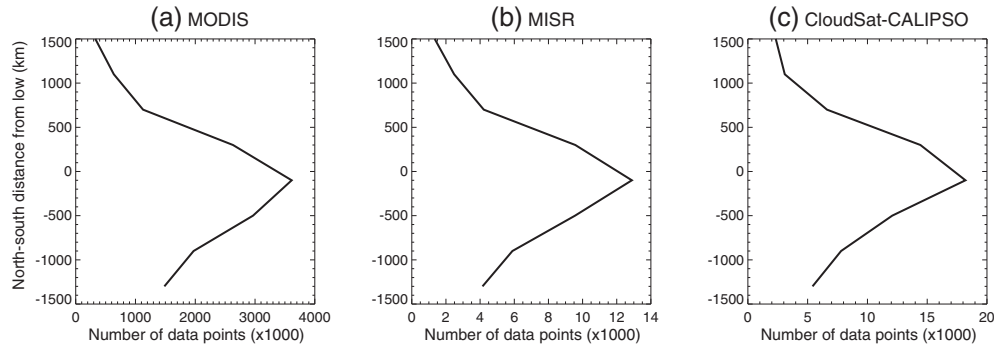 (a) MODIS
(b) MISR
(c) CloudSat-CALIPSO
North-south distance from low (km)
1500
1000
500
0
-500
-1000
-1500
0 1000 2000 3000 4000
Number of data points (x1000)
1500
1000
500
0
-500
-1000
-1500
0 2 4 6 8 10 12 14
Number of data points (x1000)
1500
1000
500
0
-500
-1000
-1500
0 5 10 15 20
Number of data points (x1000)